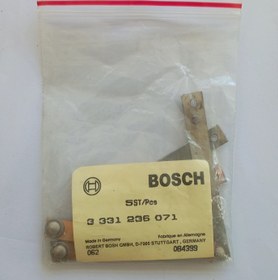 BOSCH
5ST/Pcs
3 331 236 071
Made in Germany Fabriqué en Allemagne
ROBERT BOSCH GMBH, D-7000 STUTTGART, GERMANY
062 084399